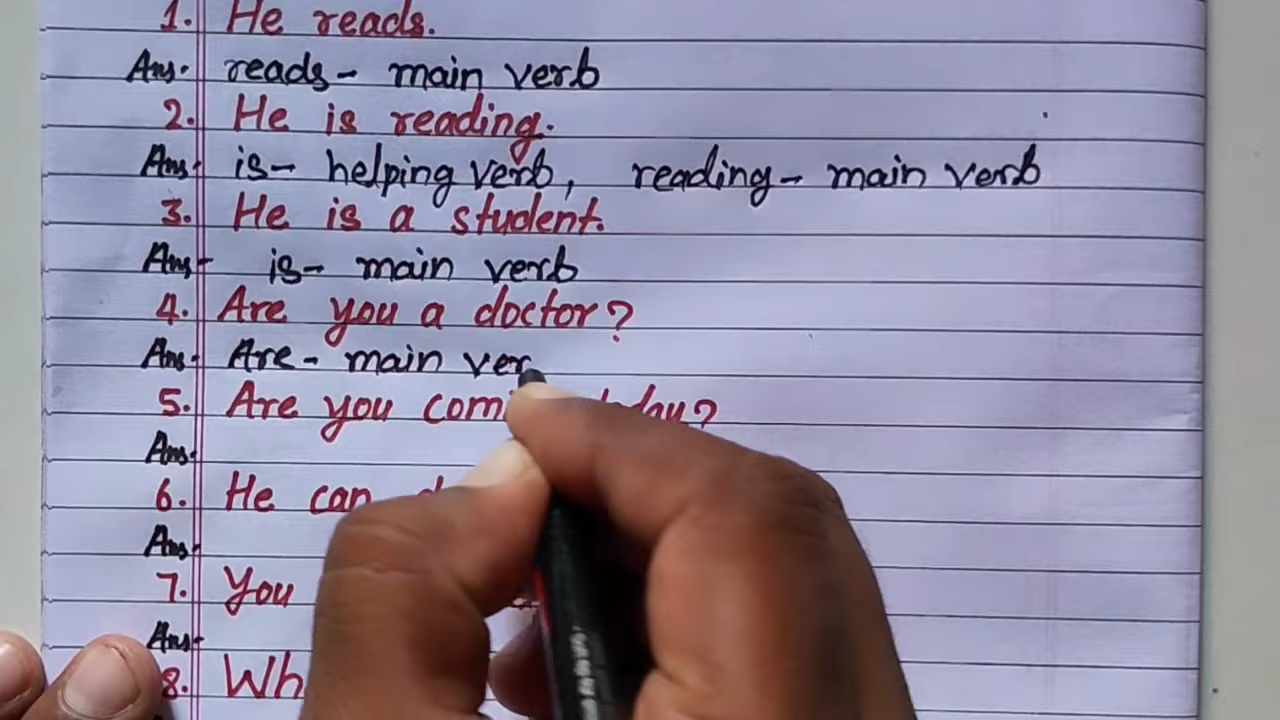 1. He reads.
Ans. reads- main verb
2. He is reading.
Ans- is- helping verb, reading- main verb
3. He is a student.
Ans- is- main verb
4. Are you a doctor?
Ans- Are- main ver
5. Are you today?
Ans-
6. He can
Ans-
7. You
Ans-
8.